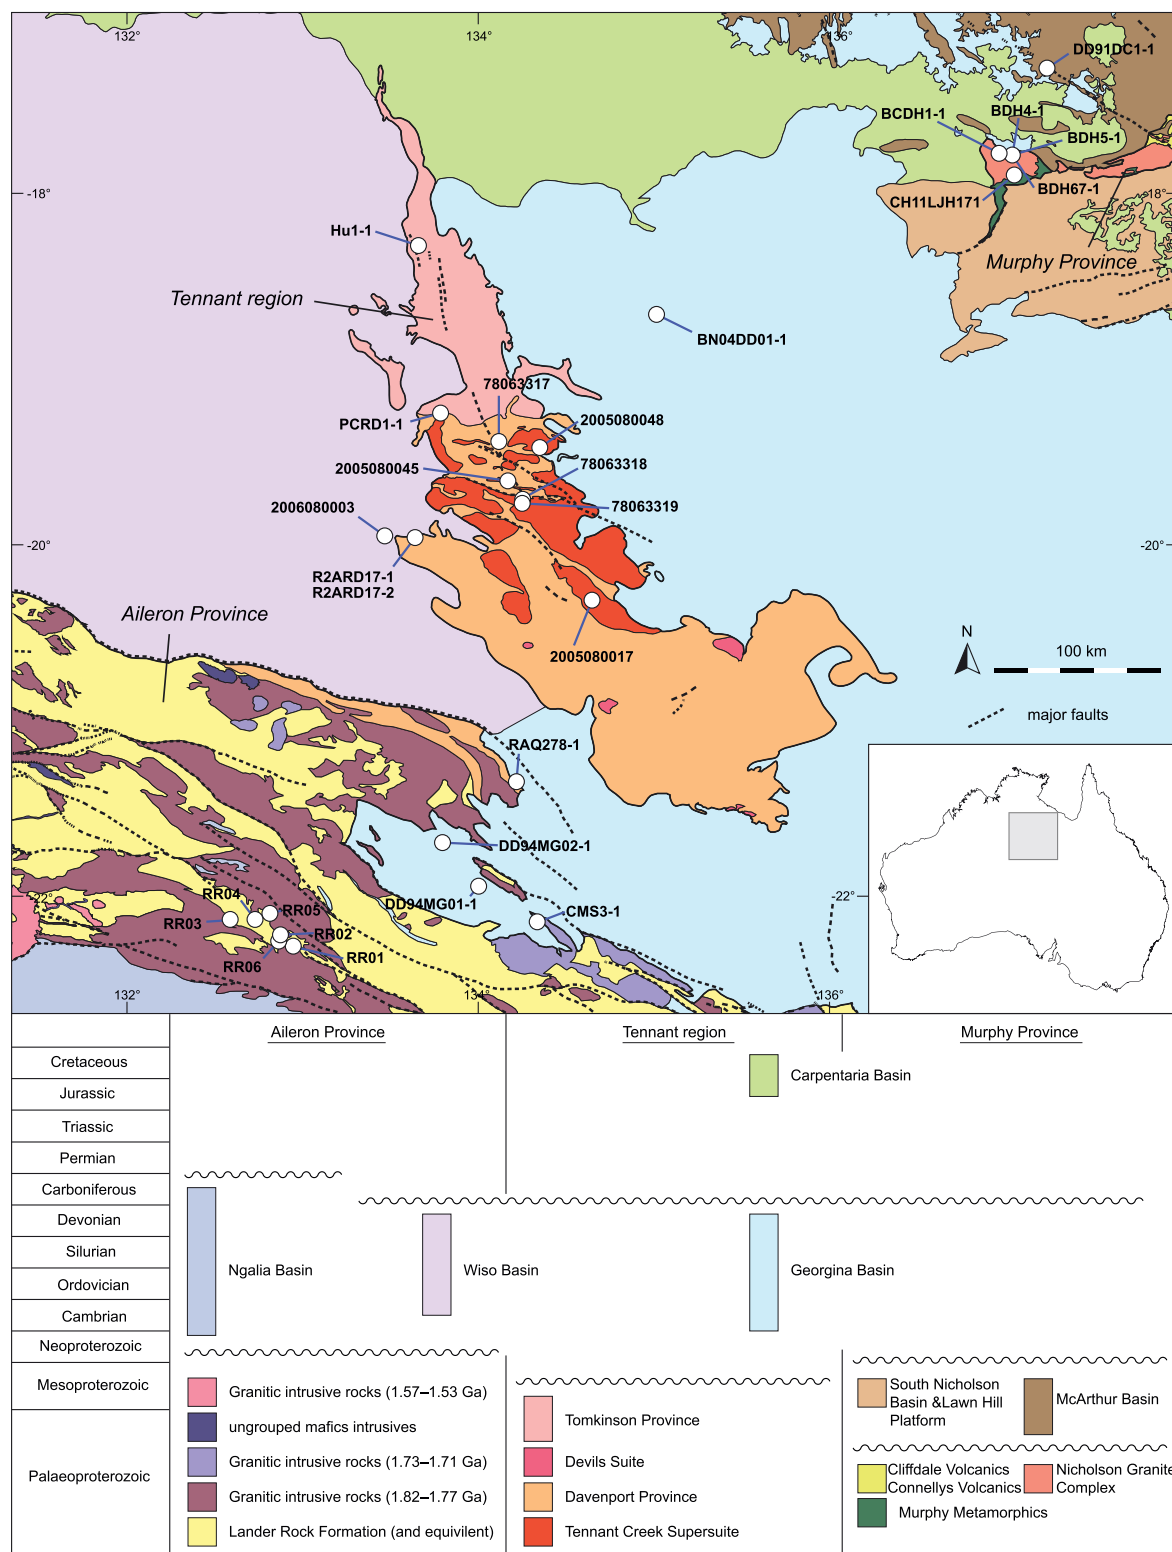 132°
134°
136°
DD91DC1-1
BCDH1-1
BDH4-1
BDH5-1
BDH67-1
CH11LJH171
-18°
-18°
Hu1-1
Murphy Province
Tennant region
BN04DD01-1
78063317
PCRD1-1
2005080048
2005080045
78063318
2006080003
78063319
-20°
-20°
R2ARD17-1
R2ARD17-2
Aileron Province
N
100 km
2005080017
major faults
RAQ278-1
DD94MG02-1
-22°
-22°
RR04
DD94MG01-1
RR05
CMS3-1
RR03
RR02
RR01
RR06
132°
134°
136°
Aileron Province
Tennant region
Murphy Province
Cretaceous
Carpentaria Basin
Jurassic
Triassic
Permian
Carboniferous
Devonian
Silurian
Ngalia Basin
Wiso Basin
Georgina Basin
Ordovician
Cambrian
Neoproterozoic
Mesoproterozoic
Palaeoproterozoic
Granitic intrusive rocks (1.57–1.53 Ga)
ungrouped mafics intrusives
Granitic intrusive rocks (1.73–1.71 Ga)
Granitic intrusive rocks (1.82–1.77 Ga)
Lander Rock Formation (and equivilent)
Tomkinson Province
Devils Suite
Davenport Province
Tennant Creek Supersuite
South Nicholson
Basin &Lawn Hill
Platform
McArthur Basin
Cliffdale Volcanics
Connellys Volcanics
Nicholson Granite
Complex
Murphy Metamorphics